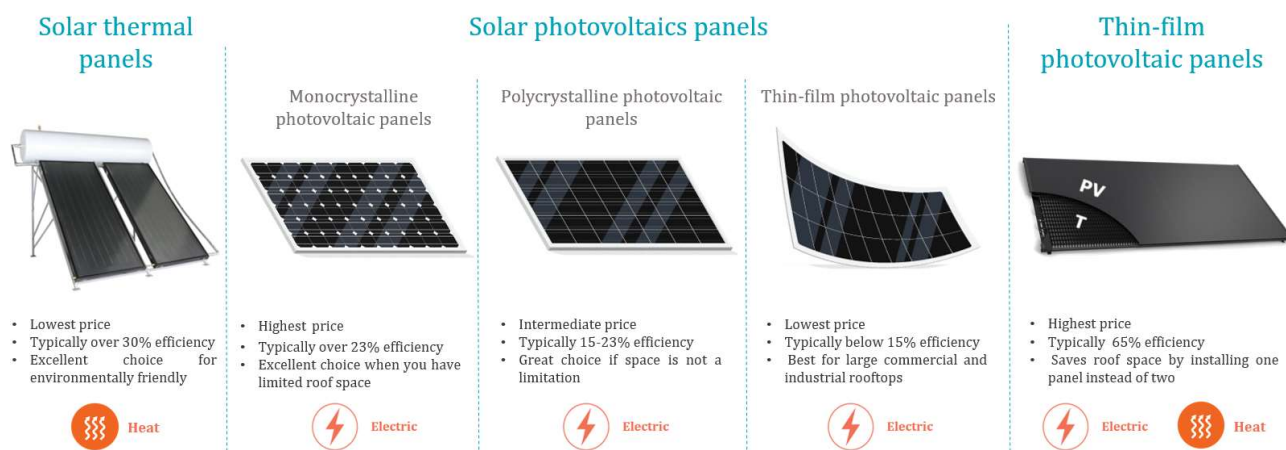 Solar thermal
panels
Solar photovoltaics panels
Thin-film
photovoltaic panels
Monocrystalline
photovoltaic panels
Polycrystalline photovoltaic
panels
Thin-film photovoltaic panels
PV
T
• Lowest price
• Typically over 30% efficiency
• Excellent choice for
environmentally friendly
Heat
• Highest price
• Typically over 23% efficiency
• Excellent choice when you have
limited roof space
Electric
• Intermediate price
• Typically 15-23% efficiency
• Great choice if space is not a
limitation
Electric
• Lowest price
• Typically below 15% efficiency
• Best for large commercial and
industrial rooftops
Electric
• Highest price
• Typically 65% efficiency
• Saves roof space by installing one
panel instead of two
Electric
Heat